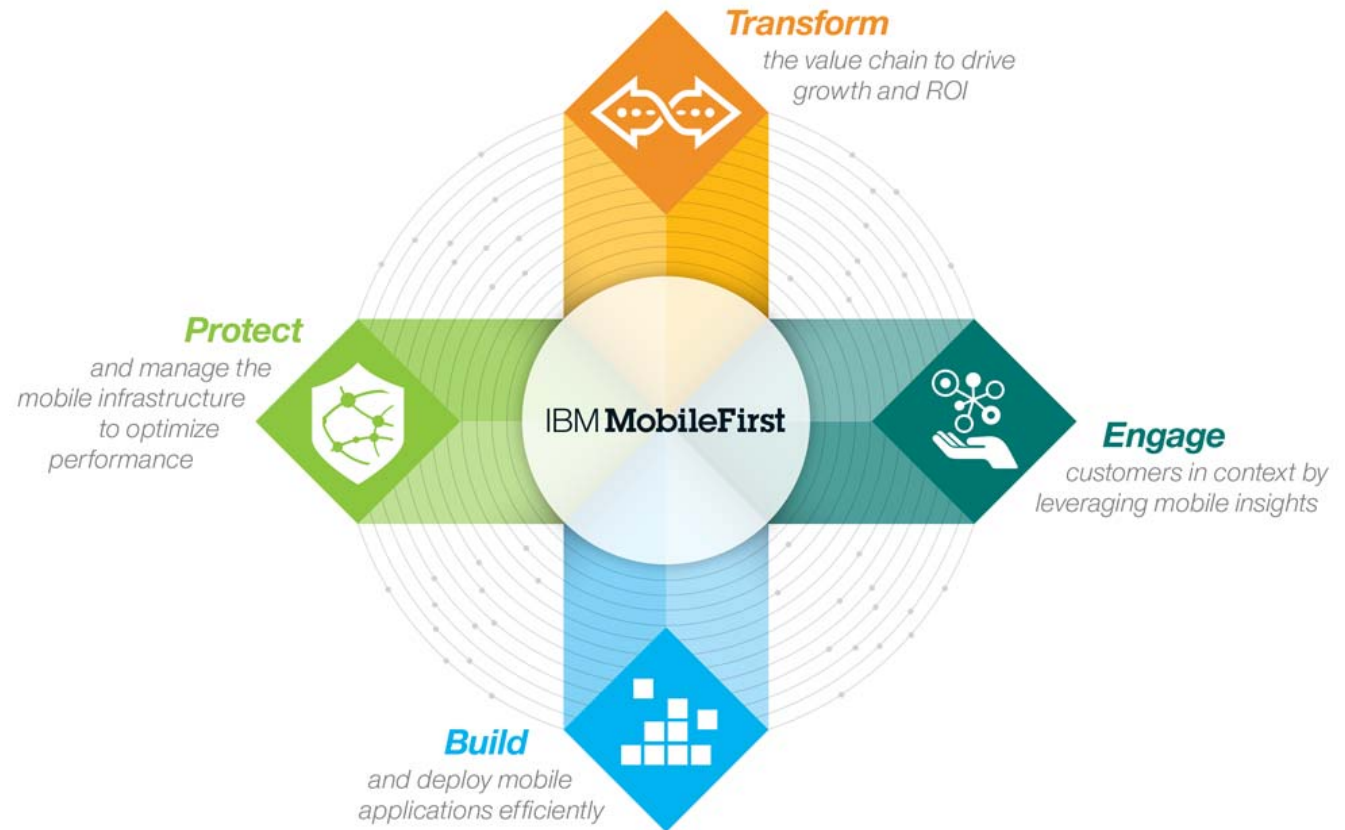 Transform
the value chain to drive
growth and ROI
Protect
and manage the
mobile infrastructure
to optimize
performance
IBM MobileFirst
Engage
customers in context by
leveraging mobile insights
Build
and deploy mobile
applications efficiently